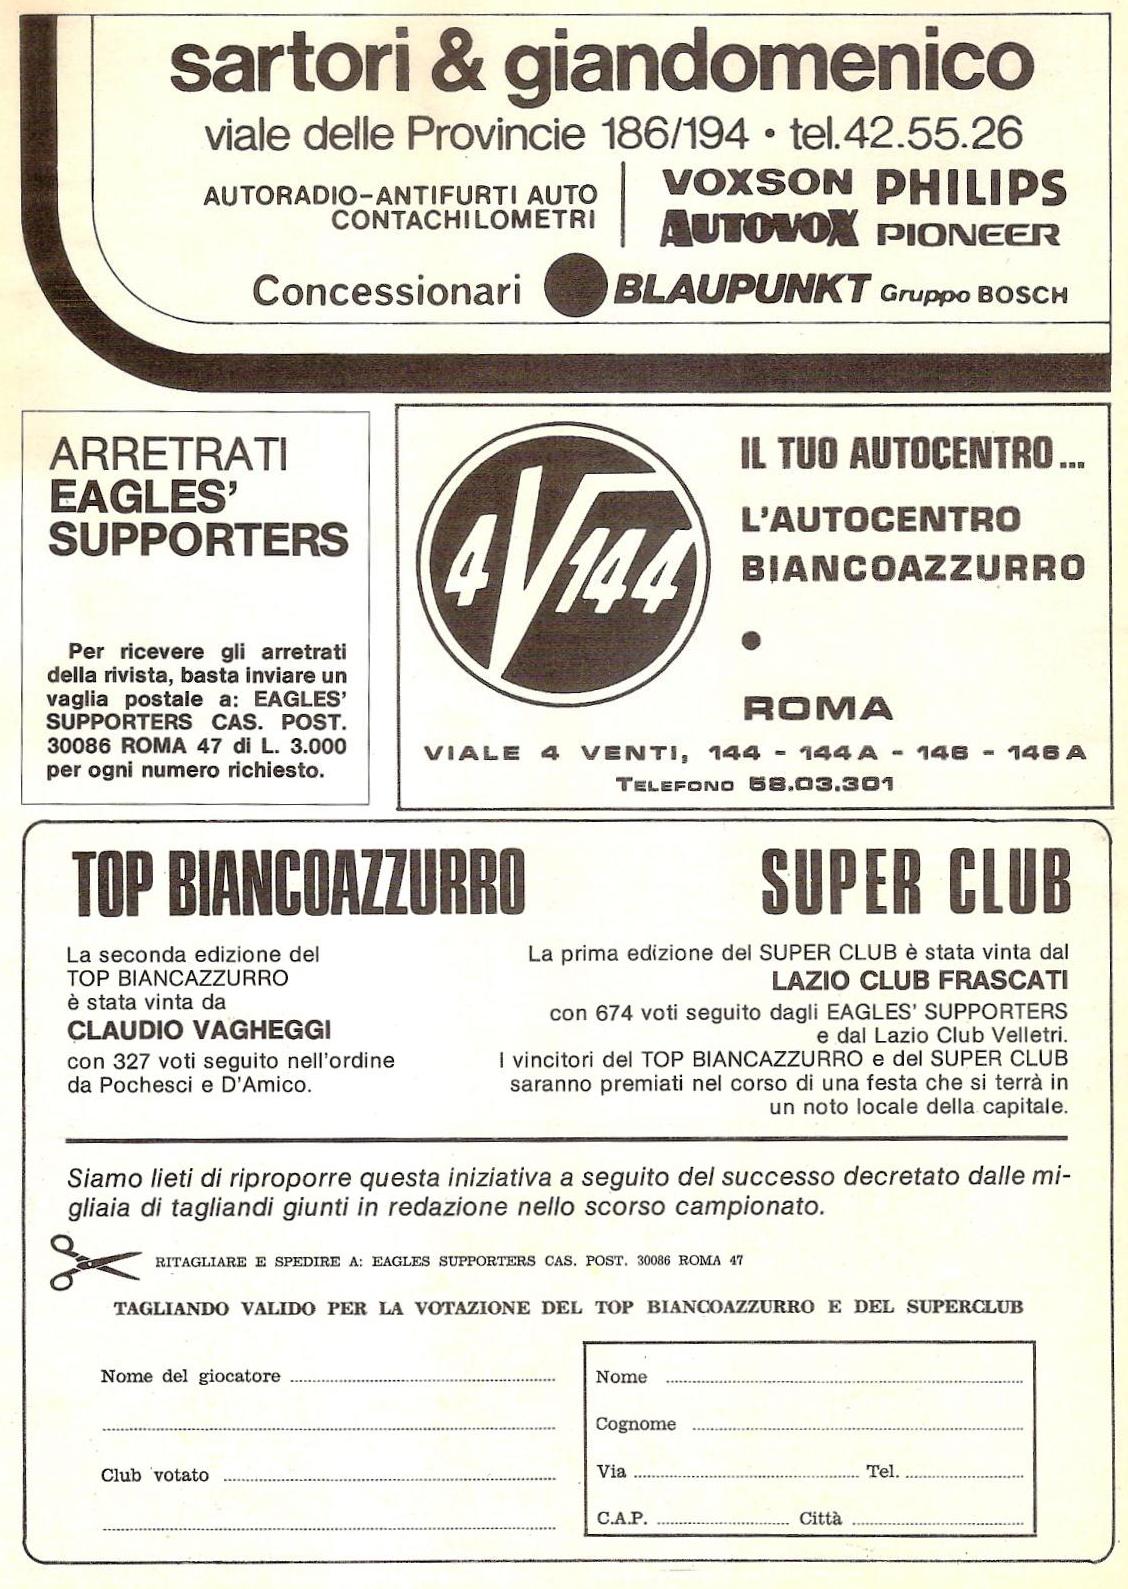 sartori & giandomenico
viale delle Provincie 186/194 • tel.42.55.26
AUTORADIO-ANTIFURTI AUTO
CONTACHILOMETRI
VOXSON PHILIPS
AUTOVOX PIONEER
Concessionari BLAUPUNKT Gruppo BOSCH
ARRETRATI
EAGLES'
SUPPORTERS
Per ricevere gli arretrati
della rivista, basta inviare un
vaglia postale a: EAGLES'
SUPPORTERS CAS. POST.
30086 ROMA 47 di L. 3.000
per ogni numero richiesto.
4V144
IL TUO AUTOCENTRO...
L'AUTOCENTRO
BIANCOAZZURRO
•
ROMA
VIALE 4 VENTI, 144 - 144A - 146 - 146A
TELEFONO 58.03.301
TOP BIANCOAZZURRO
La seconda edizione del
TOP BIANCAZZURRO
è stata vinta da
CLAUDIO VAGHEGGI
con 327 voti seguito nell'ordine
da Pochesci e D'Amico.
SUPER CLUB
La prima edizione del SUPER CLUB è stata vinta dal
LAZIO CLUB FRASCATI
con 674 voti seguito dagli EAGLES' SUPPORTERS
e dal Lazio Club Velletri.
I vincitori del TOP BIANCAZZURRO e del SUPER CLUB
saranno premiati nel corso di una festa che si terrà in
un noto locale della capitale.
Siamo lieti di riproporre questa iniziativa a seguito del successo decretato dalle mi-
gliaia di tagliandi giunti in redazione nello scorso campionato.
RITAGLIARE E SPEDIRE A: EAGLES SUPPORTERS CAS. POST. 30086 ROMA 47
TAGLIANDO VALIDO PER LA VOTAZIONE DEL TOP BIANCOAZZURRO E DEL SUPERCLUB
Nome del giocatore
Club votato
Nome
Cognome
Via Tel.
C.A.P. Città